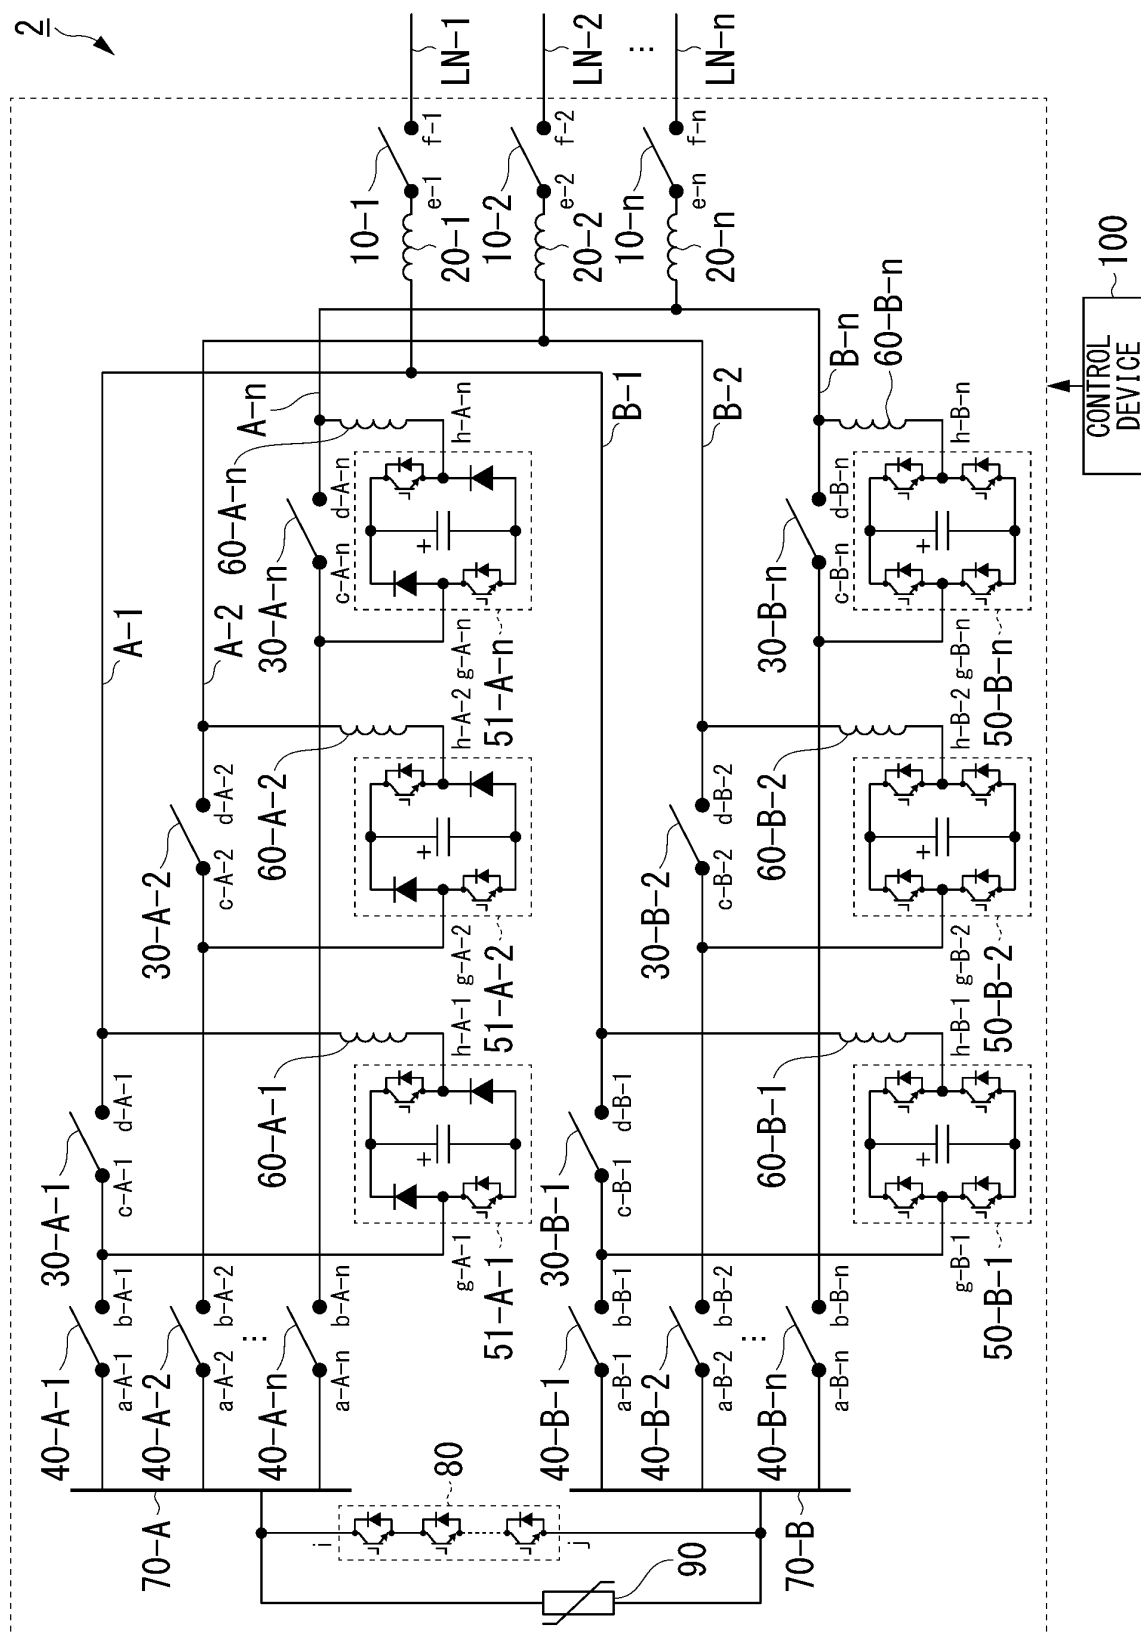 2
LN-1
LN-2
⋮
LN-n
10-1
f-1
e-1
20-1
10-2
f-2
e-2
20-2
10-n
f-n
e-n
20-n
100
CONTROL
DEVICE
A-1
A-2
A-n
B-1
B-2
B-n
60-A-n
h-A-n
d-A-n
c-A-n
30-A-n
g-A-n
51-A-n
60-B-n
h-B-n
d-B-n
c-B-n
30-B-n
g-B-n
50-B-n
+
+
h-A-2
60-A-2
d-A-2
c-A-2
30-A-2
g-A-2
51-A-2
h-B-2
60-B-2
d-B-2
c-B-2
30-B-2
g-B-2
50-B-2
+
+
h-A-1
60-A-1
d-A-1
c-A-1
30-A-1
g-A-1
51-A-1
h-B-1
60-B-1
d-B-1
c-B-1
30-B-1
g-B-1
50-B-1
+
+
40-A-1
b-A-1
a-A-1
40-A-2
b-A-2
a-A-2
⋮
40-A-n
b-A-n
a-A-n
40-B-1
b-B-1
a-B-1
40-B-2
b-B-2
a-B-2
⋮
40-B-n
b-B-n
a-B-n
70-A
80
i
j
90
70-B